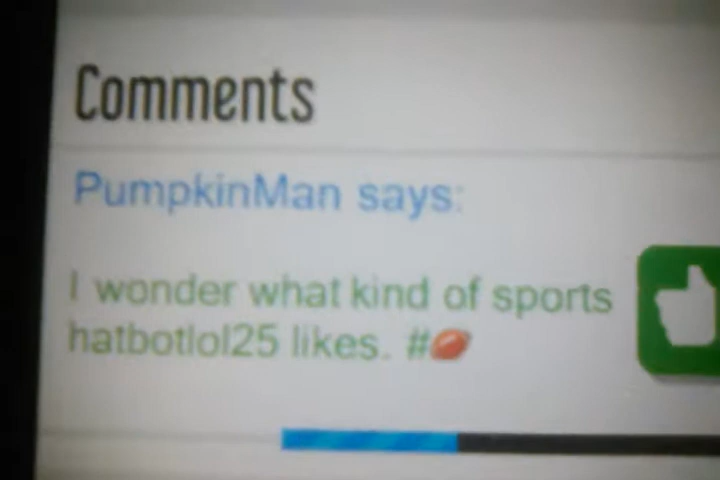 Comments
PumpkinMan says:
I wonder what kind of sports
hatbotlol25 likes. #🏈